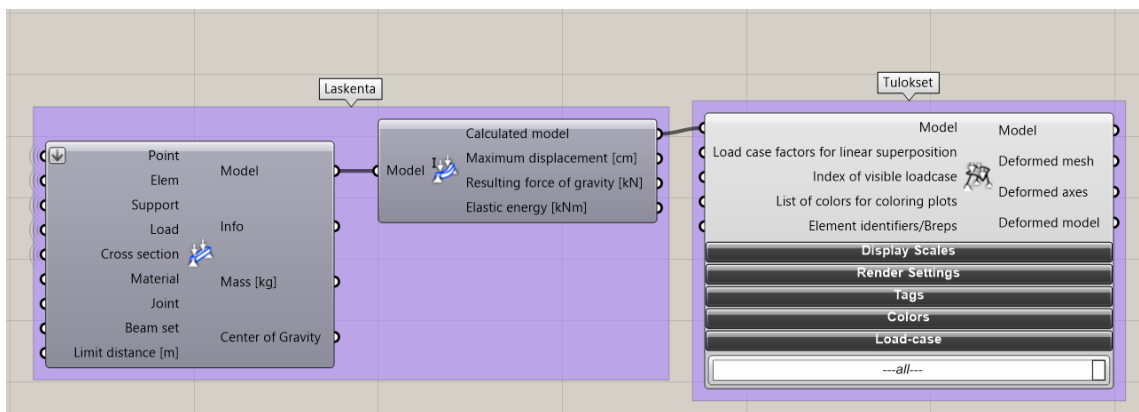 Laskenta
Point
Elem
Support
Load
Cross section
Material
Joint
Beam set
Limit distance [m]
Model
Info
Mass [kg]
Center of Gravity
Model
Calculated model
Maximum displacement [cm]
Resulting force of gravity [kN]
Elastic energy [kNm]
Tulokset
Model
Load case factors for linear superposition
Index of visible loadcase
List of colors for coloring plots
Element identifiers/Breps
Model
Deformed mesh
Deformed axes
Deformed model
Display Scales
Render Settings
Tags
Colors
Load-case
---all---